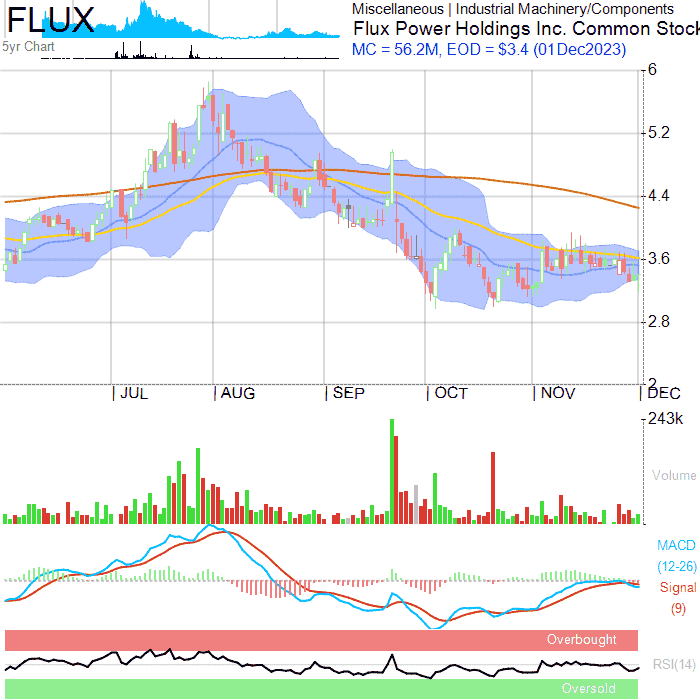 FLUX
5yr Chart
Miscellaneous | Industrial Machinery/Components
Flux Power Holdings Inc. Common Stock
MC = 56.2M, EOD = $3.4 (01Dec2023)
6
5.2
4.4
3.6
2.8
2
JUL AUG SEP OCT NOV DEC
243k
Volume
MACD
(12-26)
Signal
(9)
Overbought
RSI(14)
Oversold